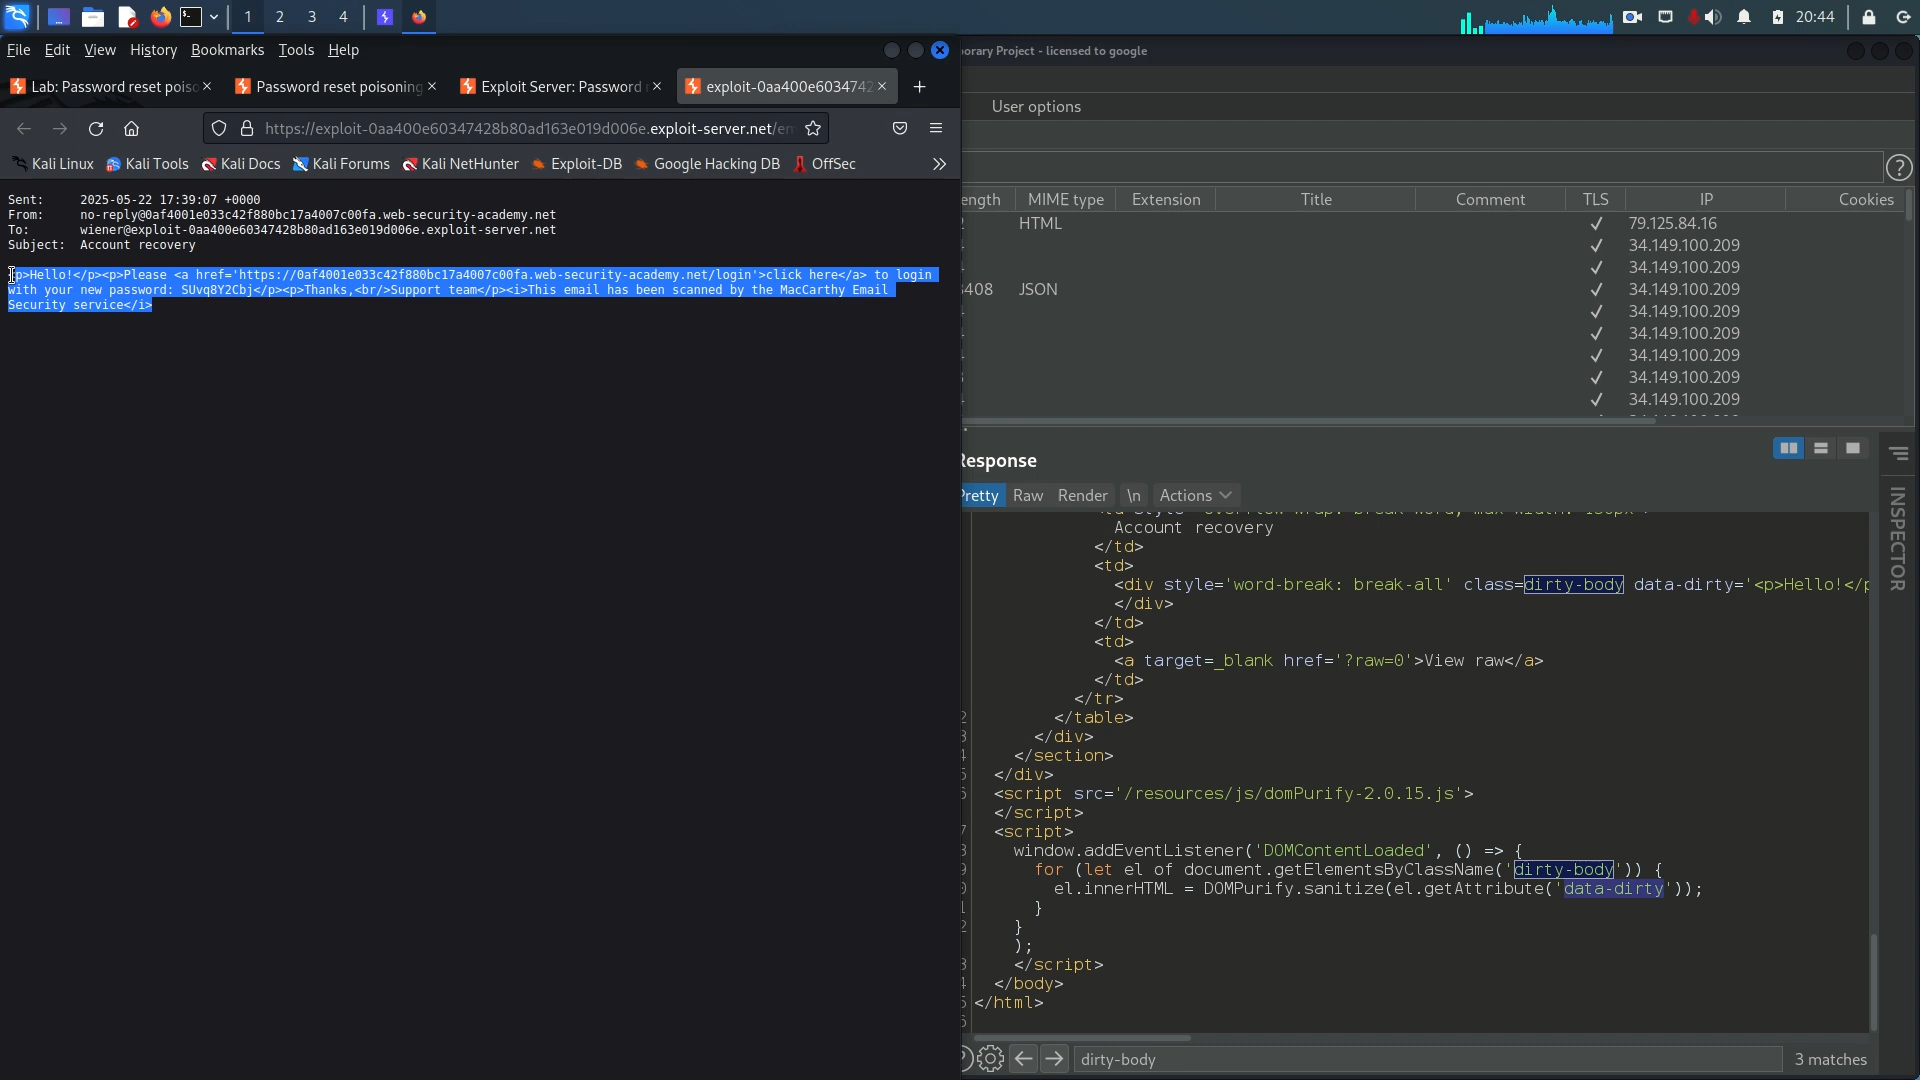 1 2 3 4
20:44
File Edit View History Bookmarks Tools Help
Lab: Password reset pois
Password reset poisoning
Exploit Server: Password
exploit-0aa400e6034742
https://exploit-0aa400e60347428b80ad163e019d006e.exploit-server.net/em
Kali Linux Kali Tools Kali Docs Kali Forums Kali NetHunter Exploit-DB Google Hacking DB OffSec
Sent: 2025-05-22 17:39:07 +0000
From: no-reply@0af4001e033c42f880bc17a4007c00fa.web-security-academy.net
To: wiener@exploit-0aa400e60347428b80ad163e019d006e.exploit-server.net
Subject: Account recovery
<p>Hello!</p><p>Please <a href='https://0af4001e033c42f880bc17a4007c00fa.web-security-academy.net/login'>click here</a> to login
with your new password: SUvq8Y2Cbj</p><p>Thanks,<br/>Support team</p><i>This email has been scanned by the MacCarthy Email
Security service</i>
porary Project - licensed to google
User options
ength MIME type Extension Title Comment TLS IP Cookies
HTML ✓ 79.125.84.16
✓ 34.149.100.209
✓ 34.149.100.209
408 JSON ✓ 34.149.100.209
✓ 34.149.100.209
✓ 34.149.100.209
✓ 34.149.100.209
✓ 34.149.100.209
✓ 34.149.100.209
Response
Pretty Raw Render \n Actions
INSPECTOR
Account recovery
</td>
<td>
<div style='word-break: break-all' class=dirty-body data-dirty='<p>Hello!</p
</div>
</td>
<td>
<a target=_blank href='?raw=0'>View raw</a>
</td>
</tr>
</table>
</div>
</section>
</div>
<script src='/resources/js/domPurify-2.0.15.js'>
</script>
<script>
window.addEventListener('DOMContentLoaded', () => {
for (let el of document.getElementsByClassName('dirty-body')) {
el.innerHTML = DOMPurify.sanitize(el.getAttribute('data-dirty'));
}
}
);
</script>
</body>
</html>
dirty-body
3 matches